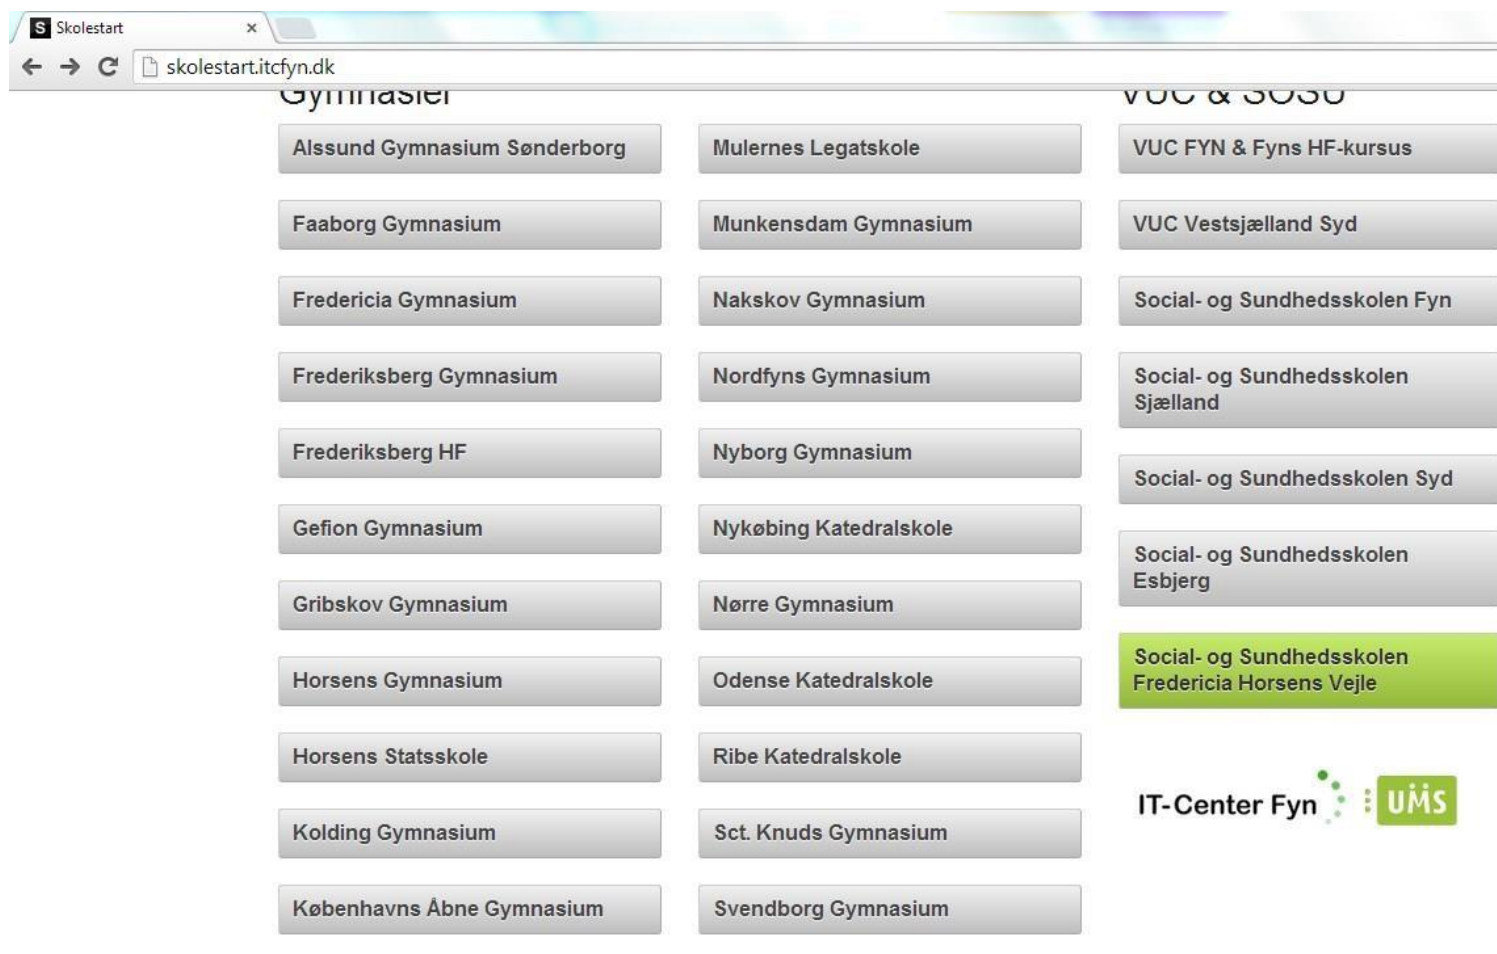 S Skolestart
skolestart.itcfyn.dk
Gymnasier
Alssund Gymnasium Sønderborg
Faaborg Gymnasium
Fredericia Gymnasium
Frederiksberg Gymnasium
Frederiksberg HF
Gefion Gymnasium
Gribskov Gymnasium
Horsens Gymnasium
Horsens Statsskole
Kolding Gymnasium
Københavns Åbne Gymnasium
Mulernes Legatskole
Munkensdam Gymnasium
Nakskov Gymnasium
Nordfyns Gymnasium
Nyborg Gymnasium
Nykøbing Katedralskole
Nørre Gymnasium
Odense Katedralskole
Ribe Katedralskole
Sct. Knuds Gymnasium
Svendborg Gymnasium
VUC & SOSU
VUC FYN & Fyns HF-kursus
VUC Vestsjælland Syd
Social- og Sundhedsskolen Fyn
Social- og Sundhedsskolen
Sjælland
Social- og Sundhedsskolen Syd
Social- og Sundhedsskolen
Esbjerg
Social- og Sundhedsskolen
Fredericia Horsens Vejle
IT-Center Fyn
UMS